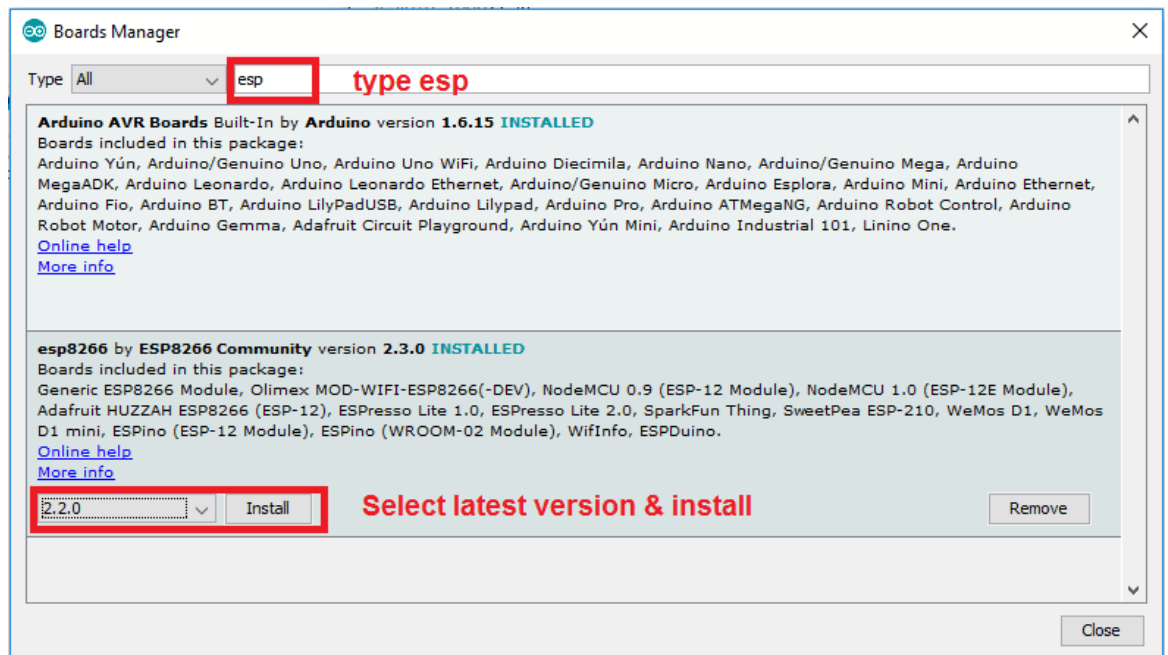 Boards Manager
Type All esp type esp
Arduino AVR Boards Built-In by Arduino version 1.6.15 INSTALLED
Boards included in this package:
Arduino Yún, Arduino/Genuino Uno, Arduino Uno WiFi, Arduino Diecimila, Arduino Nano, Arduino/Genuino Mega, Arduino
MegaADK, Arduino Leonardo, Arduino Leonardo Ethernet, Arduino/Genuino Micro, Arduino Esplora, Arduino Mini, Arduino Ethernet,
Arduino Fio, Arduino BT, Arduino LilyPadUSB, Arduino Lilypad, Arduino Pro, Arduino ATMegaNG, Arduino Robot Control, Arduino
Robot Motor, Arduino Gemma, Adafruit Circuit Playground, Arduino Yún Mini, Arduino Industrial 101, Linino One.
Online help
More info
esp8266 by ESP8266 Community version 2.3.0 INSTALLED
Boards included in this package:
Generic ESP8266 Module, Olimex MOD-WIFI-ESP8266(-DEV), NodeMCU 0.9 (ESP-12 Module), NodeMCU 1.0 (ESP-12E Module),
Adafruit HUZZAH ESP8266 (ESP-12), ESPresso Lite 1.0, ESPresso Lite 2.0, SparkFun Thing, SweetPea ESP-210, WeMos D1, WeMos
D1 mini, ESPino (ESP-12 Module), ESPino (WROOM-02 Module), WifInfo, ESPDuino.
Online help
More info
2.2.0 Install Select latest version & install Remove
Close